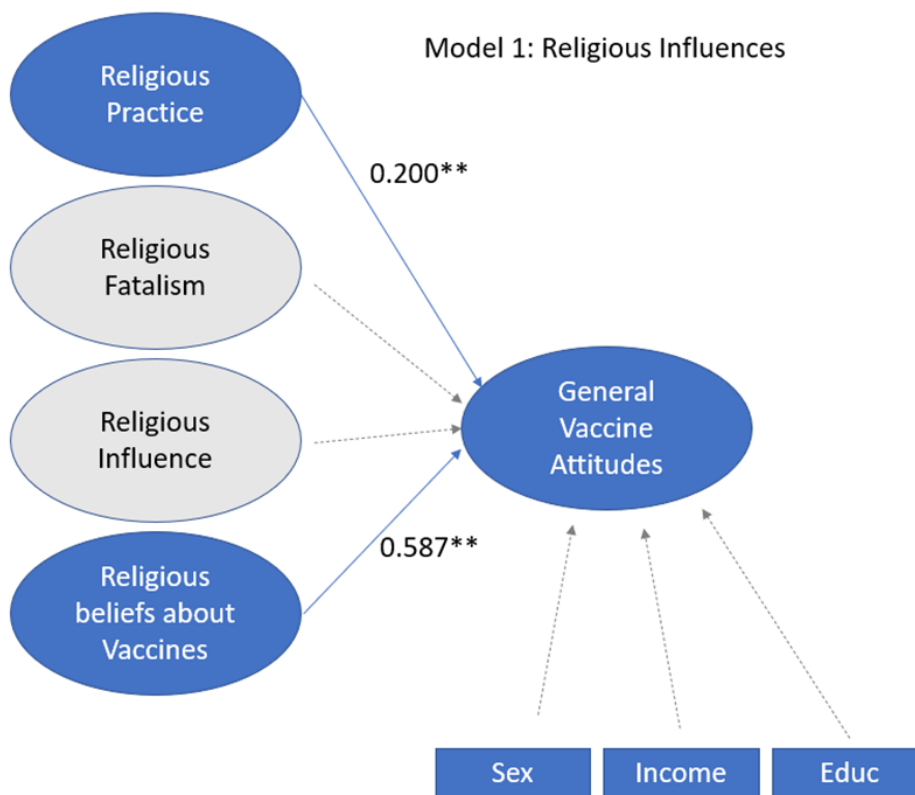 Model 1: Religious Influences
Religious
Practice
0.200**
Religious
Fatalism
Religious
Influence
General
Vaccine
Attitudes
0.587**
Religious
beliefs about
Vaccines
Sex
Income
Educ